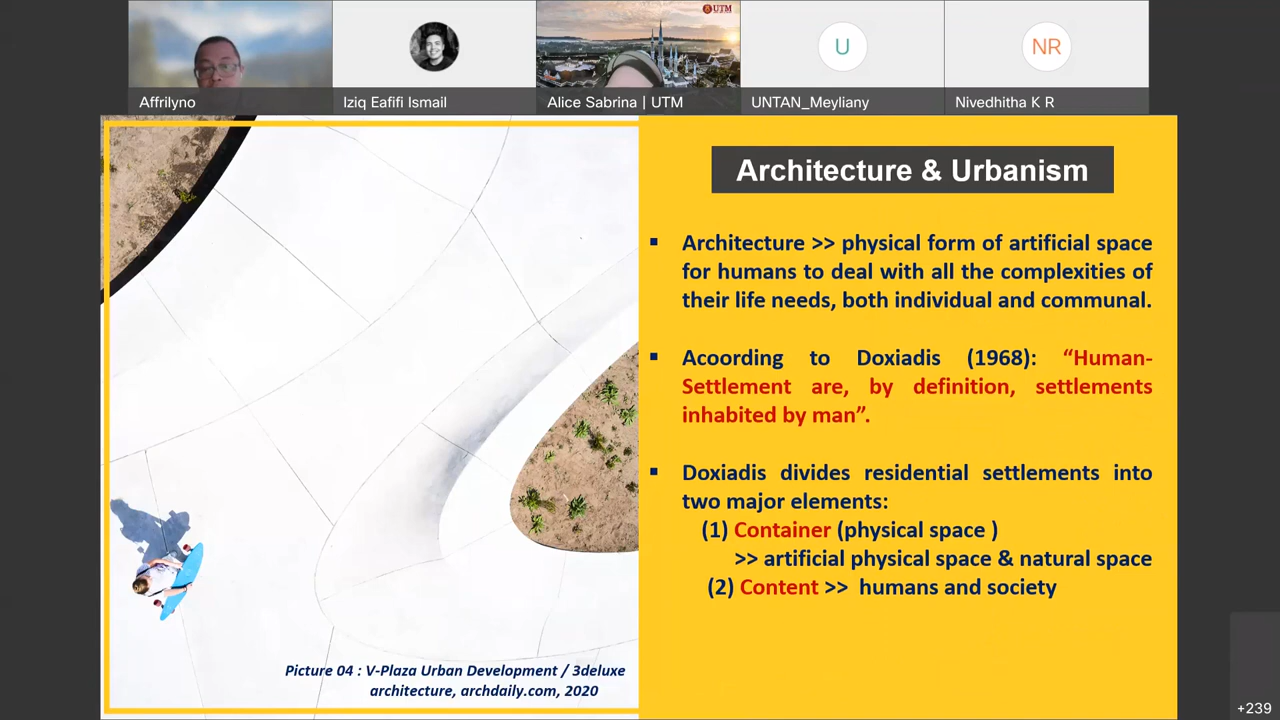 UTM
Affrilyno
Iziq Eafifi Ismail
Alice Sabrina | UTM
U
UNTAN_Meyliany
NR
Nivedhitha K R
Architecture & Urbanism
▪ Architecture >> physical form of artificial space
for humans to deal with all the complexities of
their life needs, both individual and communal.
▪ Acoording to Doxiadis (1968): “Human-
Settlement are, by definition, settlements
inhabited by man”.
▪ Doxiadis divides residential settlements into
two major elements:
(1) Container (physical space )
>> artificial physical space & natural space
(2) Content >> humans and society
Picture 04 : V-Plaza Urban Development / 3deluxe
architecture, archdaily.com, 2020
+239